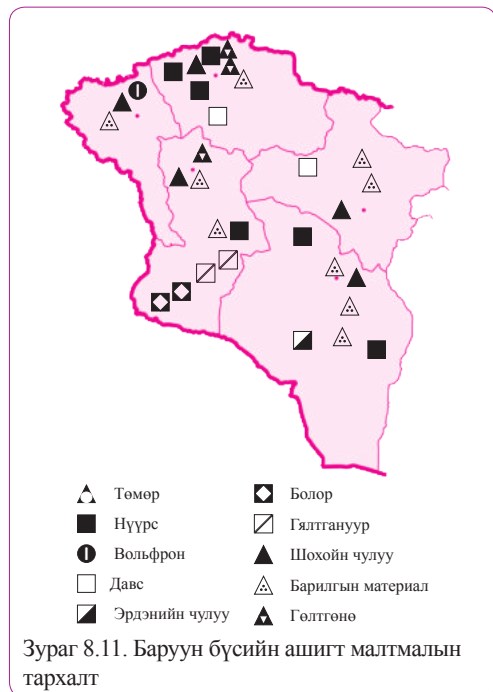 Төмөр
Нүүрс
Вольфрон
Давс
Эрдэнийн чулуу
Болор
Гялтгануур
Шохойн чулуу
Барилгын материал
Гөлтгөнө
Зураг 8.11. Баруун бүсийн ашигт малтмалын
тархалт